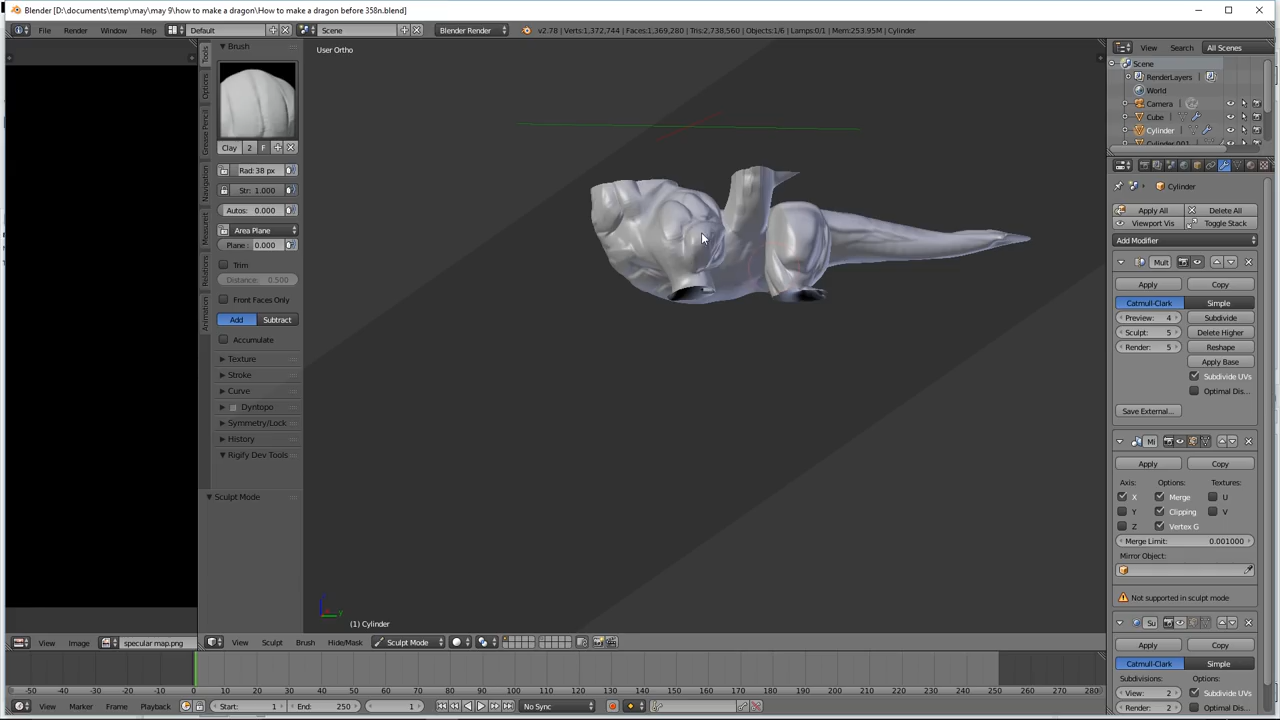 Blender [D:\documents\temp\may\may 9\how to make a dragon\How to make a dragon before 358n.blend]
File Render Window Help Default Scene Blender Render v2.78 | Verts:1,372,744 | Faces:1,369,280 | Tris:2,738,560 | Objects:1/6 | Lamps:0/1 | Mem:253.95M | Cylinder
Tools
Options
Grease Pencil
Navigation
Measureit
Relations
Animation
Brush
Clay 2 F
Rad: 38 px
Str: 1.000
Autos: 0.000
Area Plane
Plane : 0.000
Trim
Distance: 0.500
Front Faces Only
Add Subtract
Accumulate
Texture
Stroke
Curve
Dyntopo
Symmetry/Lock
History
Rigify Dev Tools
Sculpt Mode
User Ortho
y
(1) Cylinder
View Search All Scenes
Scene
RenderLayers
World
Camera
Cube
Cylinder
Cylinder.001
Cylinder
Apply All Delete All
Viewport Vis Toggle Stack
Add Modifier
Mult
Apply Copy
Catmull-Clark Simple
Preview: 4 Subdivide
Sculpt: 5 Delete Higher
Render: 5 Reshape
Apply Base
Subdivide UVs
Optimal Dis...
Save External...
Mi
Apply Copy
Axis: Options: Textures:
X Merge U
Y Clipping V
Z Vertex G
Merge Limit: 0.001000
Mirror Object:
Not supported in sculpt mode
Su
Apply Copy
Catmull-Clark Simple
Subdivisions: Options:
View: 2 Subdivide UVs
Render: 2 Optimal Dis...
View Image specular map.png View Sculpt Brush Hide/Mask Sculpt Mode
-50 -40 -30 -20 -10 0 10 20 30 40 50 60 70 80 90 100 110 120 130 140 150 160 170 180 190 200 210 220 230 240 250 260 270 280
View Marker Frame Playback Start: 1 End: 250 1 No Sync